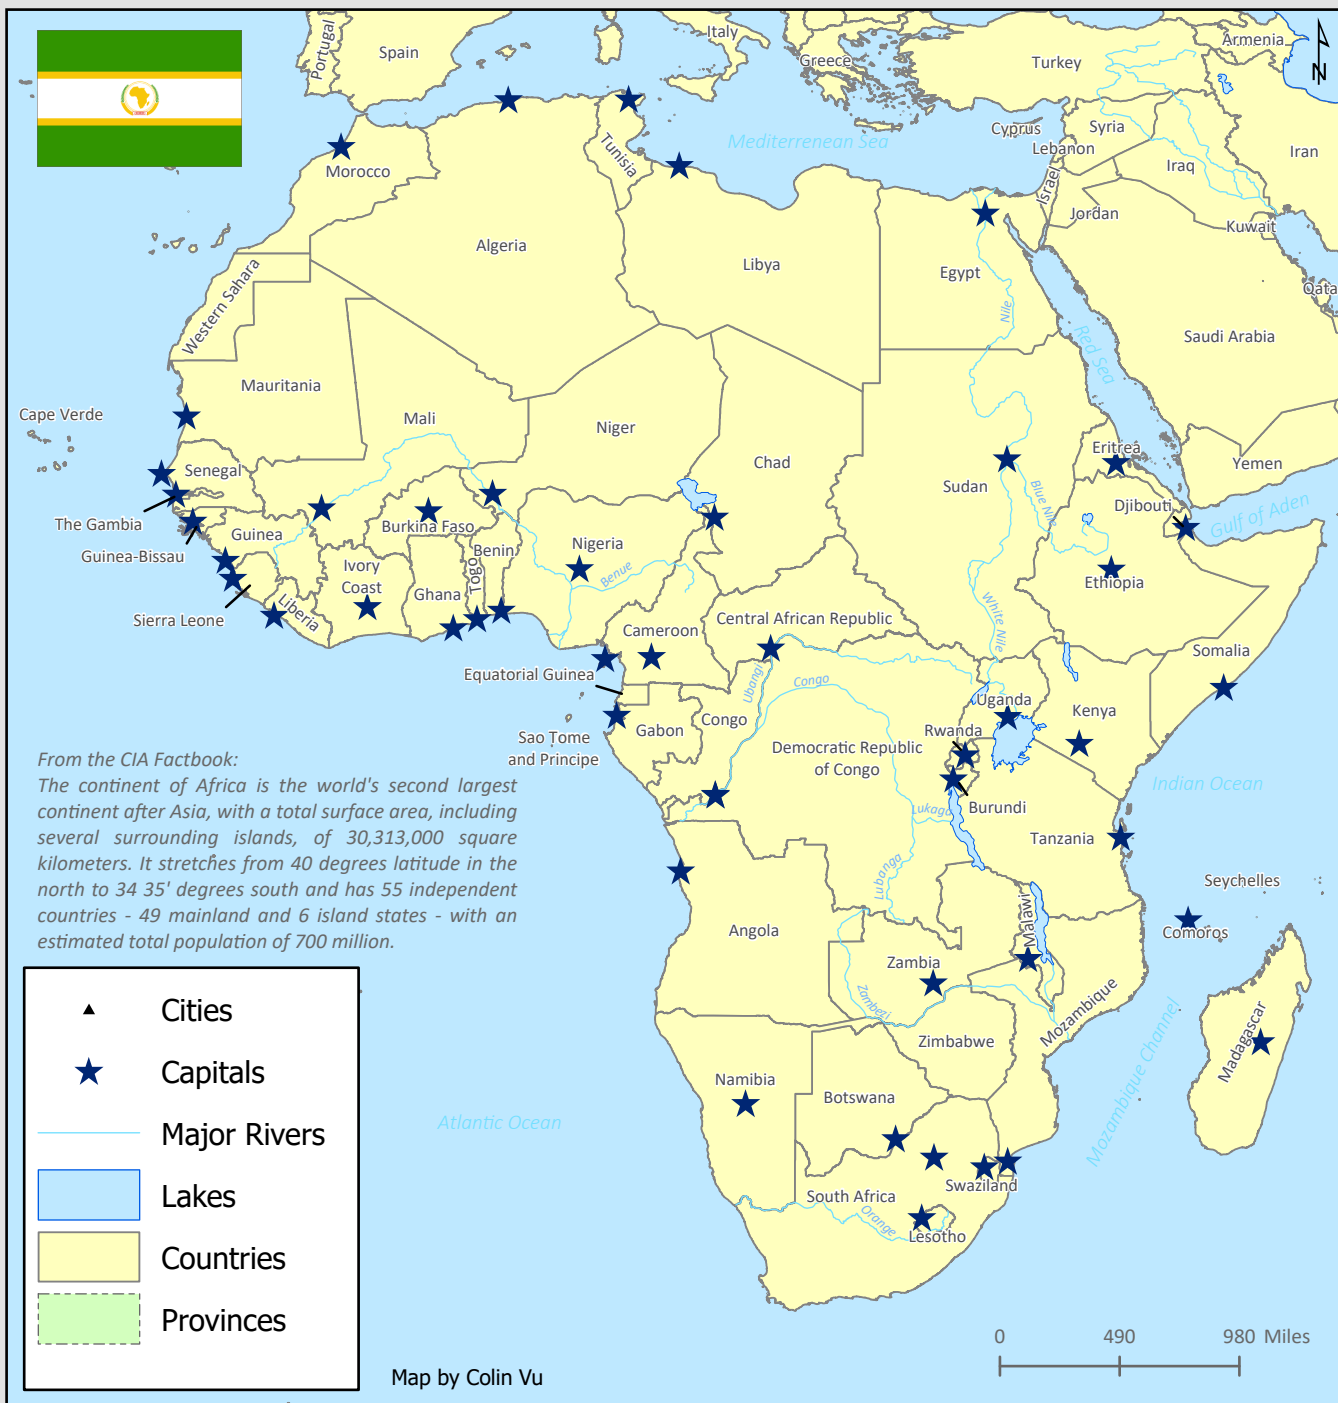 Portugal
Spain
Italy
Greece
Turkey
Armenia
N
Mediterrenean Sea
Cyprus
Syria
Lebanon
Israel
Iraq
Iran
Jordan
Kuwait
Qata
Morocco
Tunisia
Algeria
Libya
Egypt
Nile
Saudi Arabia
Red Sea
Western Sahara
Mauritania
Mali
Niger
Chad
Sudan
Eritrea
Yemen
Cape Verde
Senegal
The Gambia
Guinea-Bissau
Guinea
Sierra Leone
Liberia
Ivory
Coast
Burkina Faso
Ghana
Togo
Benin
Nigeria
Benue
Blue Nile
Djibouti
Gulf of Aden
Ethiopia
White Nile
Somalia
Cameroon
Central African Republic
Equatorial Guinea
Sao Tome
and Principe
Gabon
Congo
Ubangi
Congo
Democratic Republic
of Congo
Uganda
Kenya
Rwanda
Burundi
Lukaga
Lubanga
Tanzania
Indian Ocean
Seychelles
Comoros
From the CIA Factbook:
The continent of Africa is the world's second largest
continent after Asia, with a total surface area, including
several surrounding islands, of 30,313,000 square
kilometers. It stretches from 40 degrees latitude in the
north to 34 35' degrees south and has 55 independent
countries - 49 mainland and 6 island states - with an
estimated total population of 700 million.
Angola
Zambia
Malawi
Zambezi
Mozambique
Zimbabwe
Mozambique Channel
Madagascar
Namibia
Botswana
Atlantic Ocean
South Africa
Swaziland
Orange
Lesotho
Cities
Capitals
Major Rivers
Lakes
Countries
Provinces
Map by Colin Vu
0 490 980 Miles